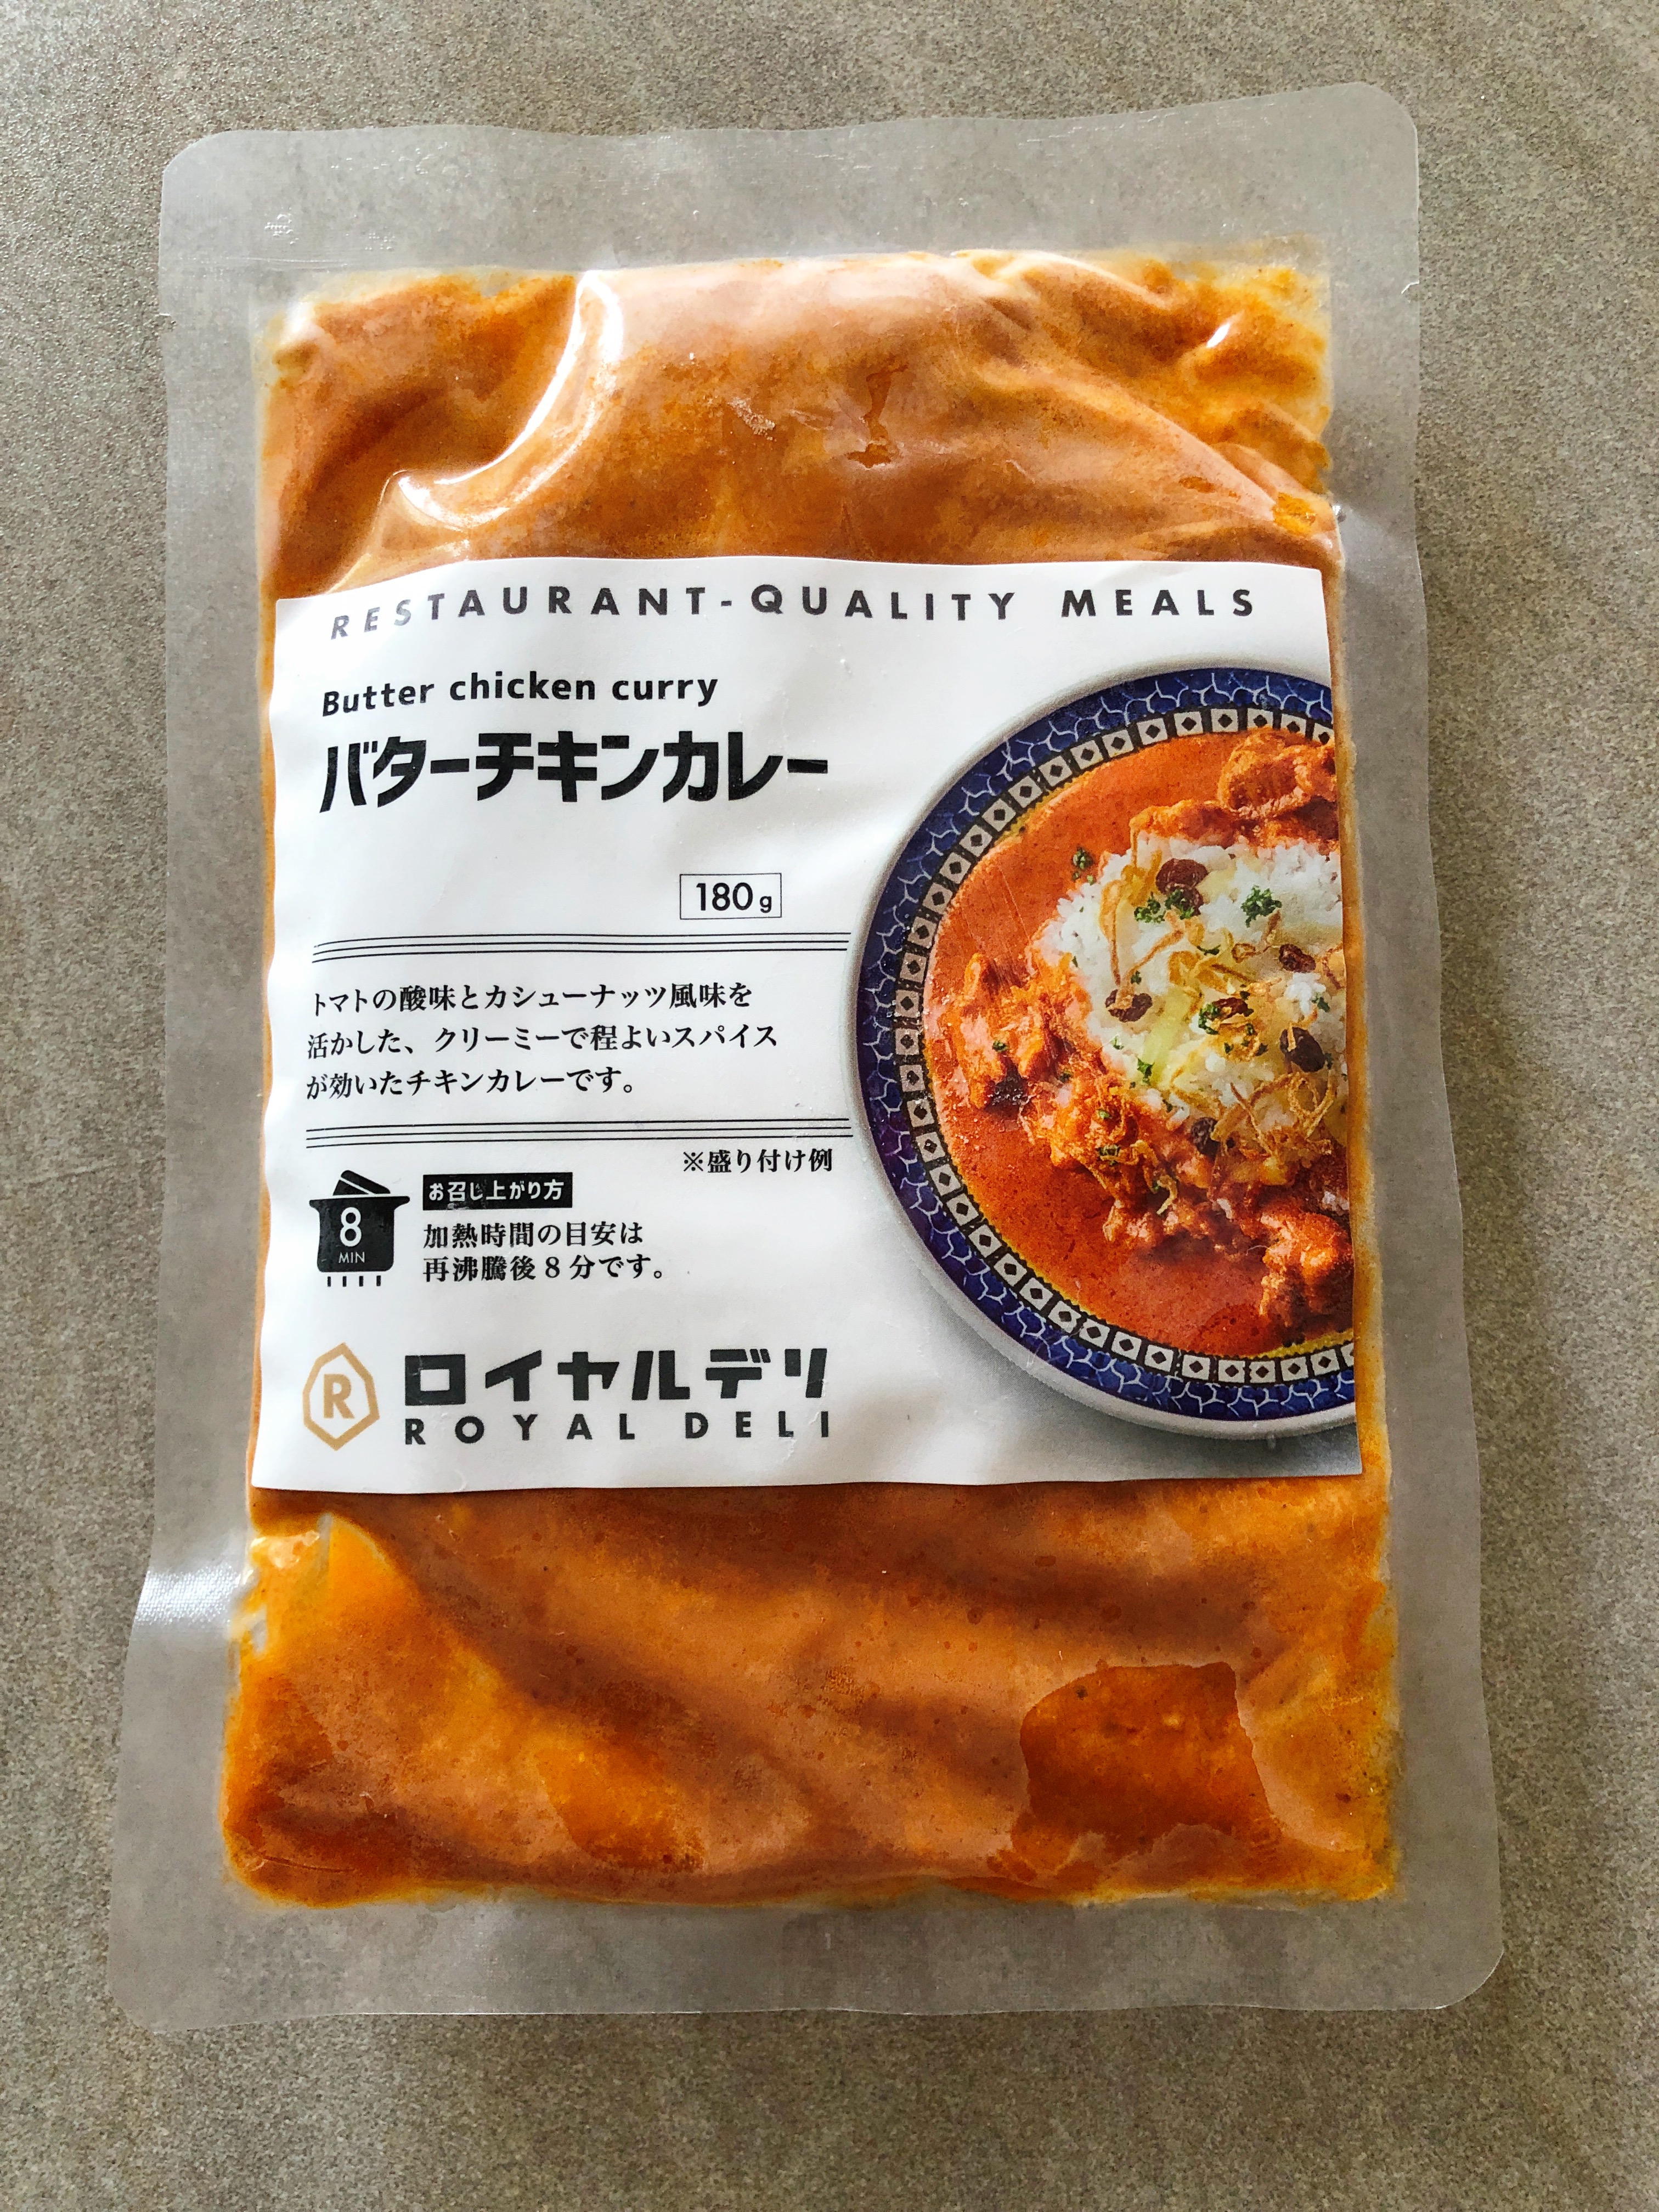 RESTAURANT-QUALITY MEALS
Butter chicken curry
バターチキンカレー
180g
トマトの酸味とカシューナッツ風味を
活かした、クリーミーで程よいスパイス
が効いたチキンカレーです。
※盛り付け例
8
MIN
お召し上がり方
加熱時間の目安は
再沸騰後8分です。
R
ロイヤルデリ
ROYAL DELI